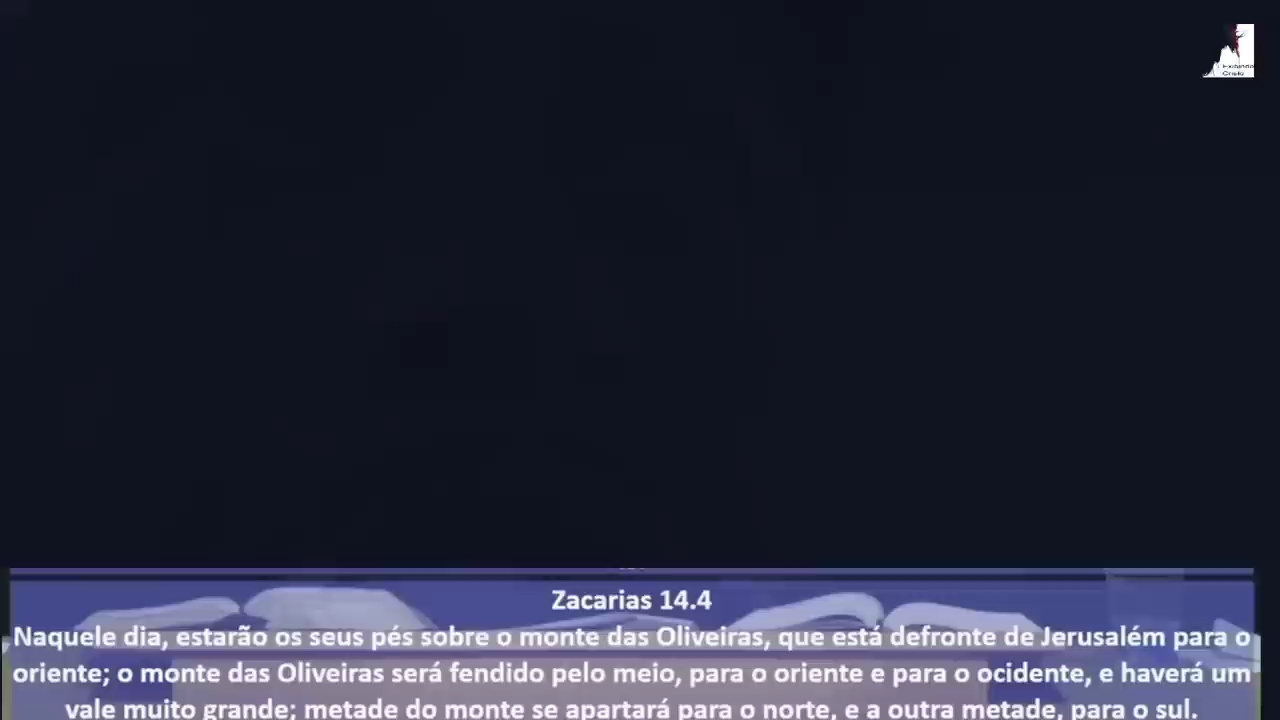 Exibindo
Cristo
Zacarias 14.4
Naquele dia, estarão os seus pés sobre o monte das Oliveiras, que está defronte de Jerusalém para o
oriente; o monte das Oliveiras será fendido pelo meio, para o oriente e para o ocidente, e haverá um
vale muito grande; metade do monte se apartará para o norte, e a outra metade, para o sul.